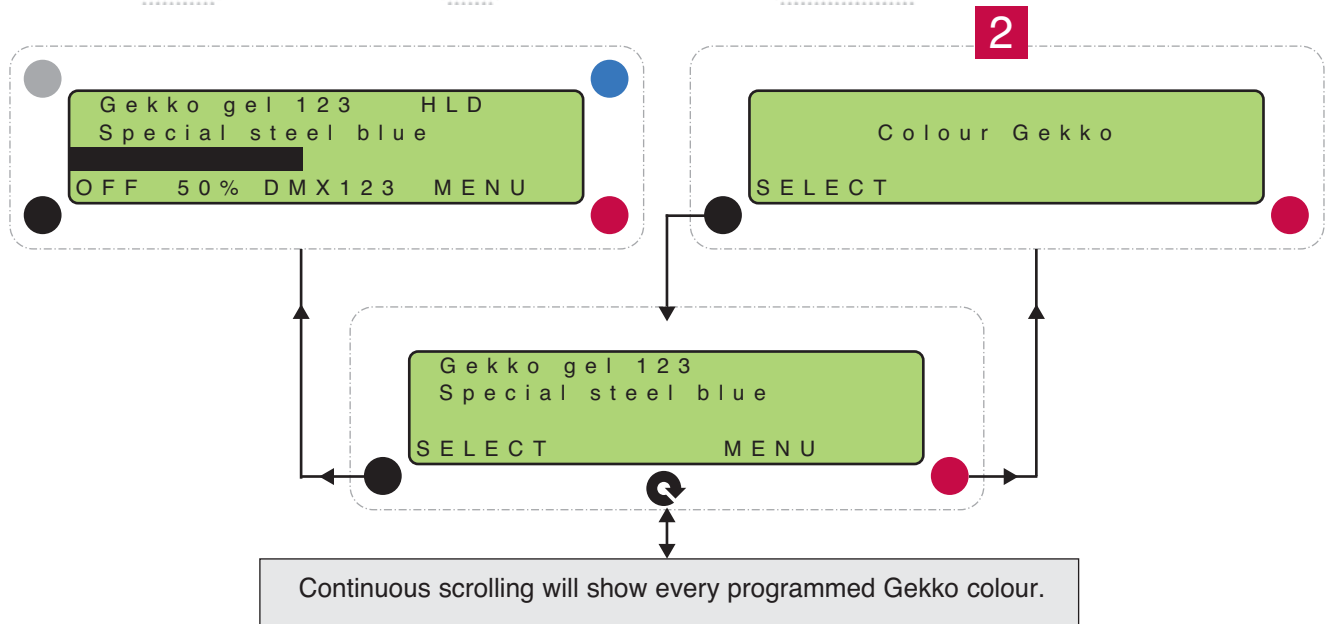 2
Gekko gel 123 HLD
Special steel blue
OFF 50% DMX123 MENU
Colour Gekko
SELECT
Gekko gel 123
Special steel blue
SELECT MENU
Continuous scrolling will show every programmed Gekko colour.